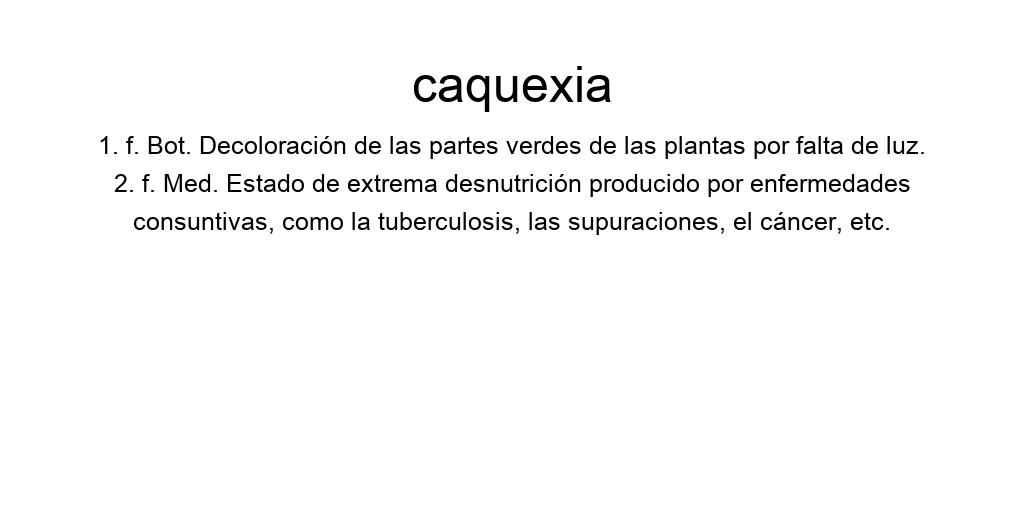 caquexia
1. f. Bot. Decoloración de las partes verdes de las plantas por falta de luz.
2. f. Med. Estado de extrema desnutrición producido por enfermedades
consuntivas, como la tuberculosis, las supuraciones, el cáncer, etc.